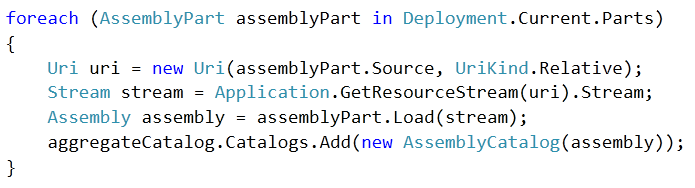 foreach (AssemblyPart assemblyPart in Deployment.Current.Parts)
{
    Uri uri = new Uri(assemblyPart.Source, UriKind.Relative);
    Stream stream = Application.GetResourceStream(uri).Stream;
    Assembly assembly = assemblyPart.Load(stream);
    aggregateCatalog.Catalogs.Add(new AssemblyCatalog(assembly));
}